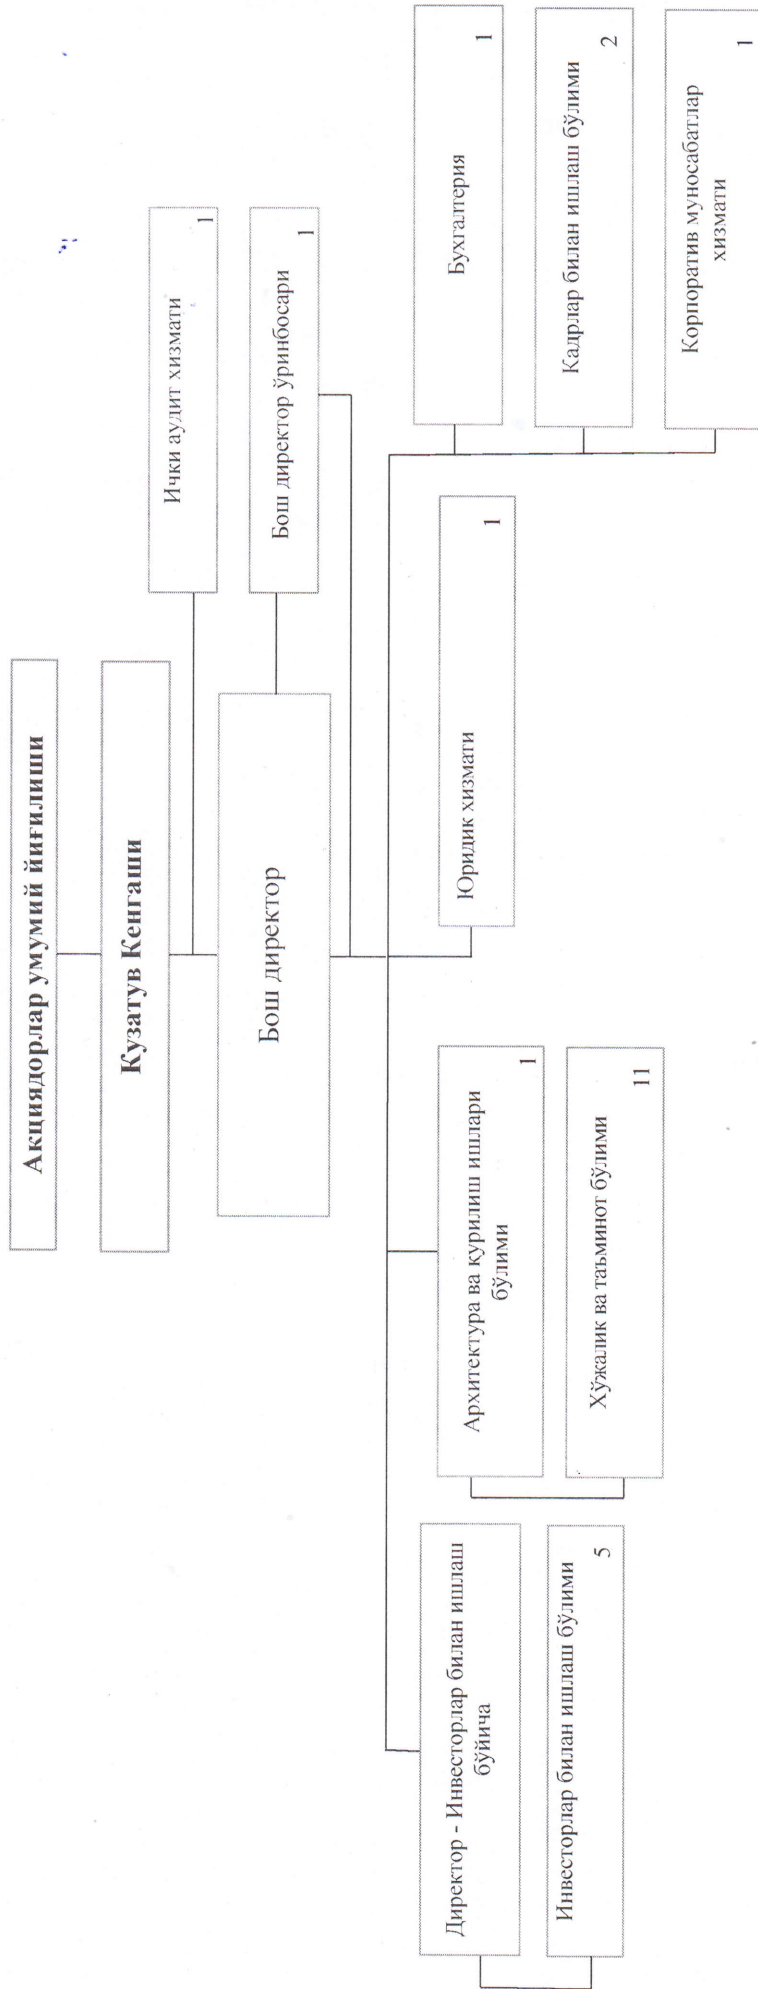 Акциядорлар умумий йиғилиши
Кузатув Кенгаши
Ички аудит хизмати
1
Бош директор
Бош директор ўринбосари
1
Директор - Инвесторлар билан ишлаш
бўйича
Инвесторлар билан ишлаш бўлими
5
Архитектура ва курилиш ишлари
бўлими
1
Хўжалик ва таъминот бўлими
11
Юридик хизмати
1
Бухгалтерия
1
Кадрлар билан ишлаш бўлими
2
Корпоратив муносабатлар
хизмати
1